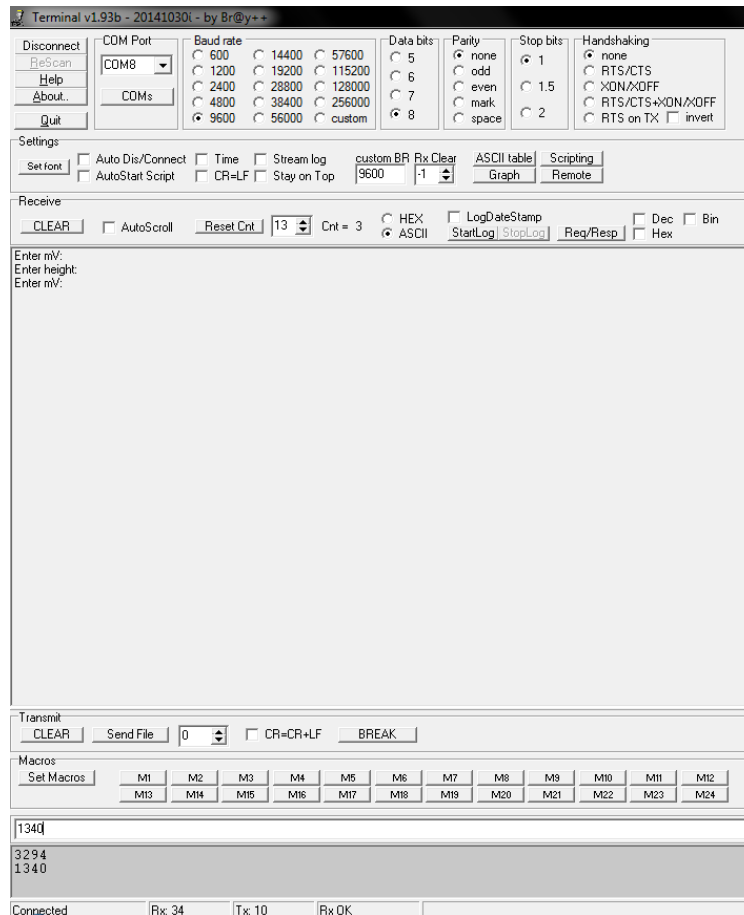 Terminal v1.93b - 20141030ï - by Br@y++
Disconnect
ReScan
Help
About..
Quit
COM Port
COM8
COMs
Baud rate
600 14400 57600
1200 19200 115200
2400 28800 128000
4800 38400 256000
9600 56000 custom
Data bits
5
6
7
8
Parity
none
odd
even
mark
space
Stop bits
1
1.5
2
Handshaking
none
RTS/CTS
XON/XOFF
RTS/CTS+XON/XOFF
RTS on TX invert
Settings
Set font
Auto Dis/Connect Time Stream log
AutoStart Script CR=LF Stay on Top
custom BR Rx Clear
9600 -1
ASCII table Scripting
Graph Remote
Receive
CLEAR AutoScroll Reset Cnt 13 Cnt = 3
HEX
ASCII
LogDateStamp
StartLog StopLog Req/Resp
Dec Bin
Hex
Enter mV:
Enter height:
Enter mV:
Transmit
CLEAR Send File 0 CR=CR+LF BREAK
Macros
Set Macros
M1 M2 M3 M4 M5 M6 M7 M8 M9 M10 M11 M12
M13 M14 M15 M16 M17 M18 M19 M20 M21 M22 M23 M24
1340
3294
1340
Connected Rx: 34 Tx: 10 Rx OK